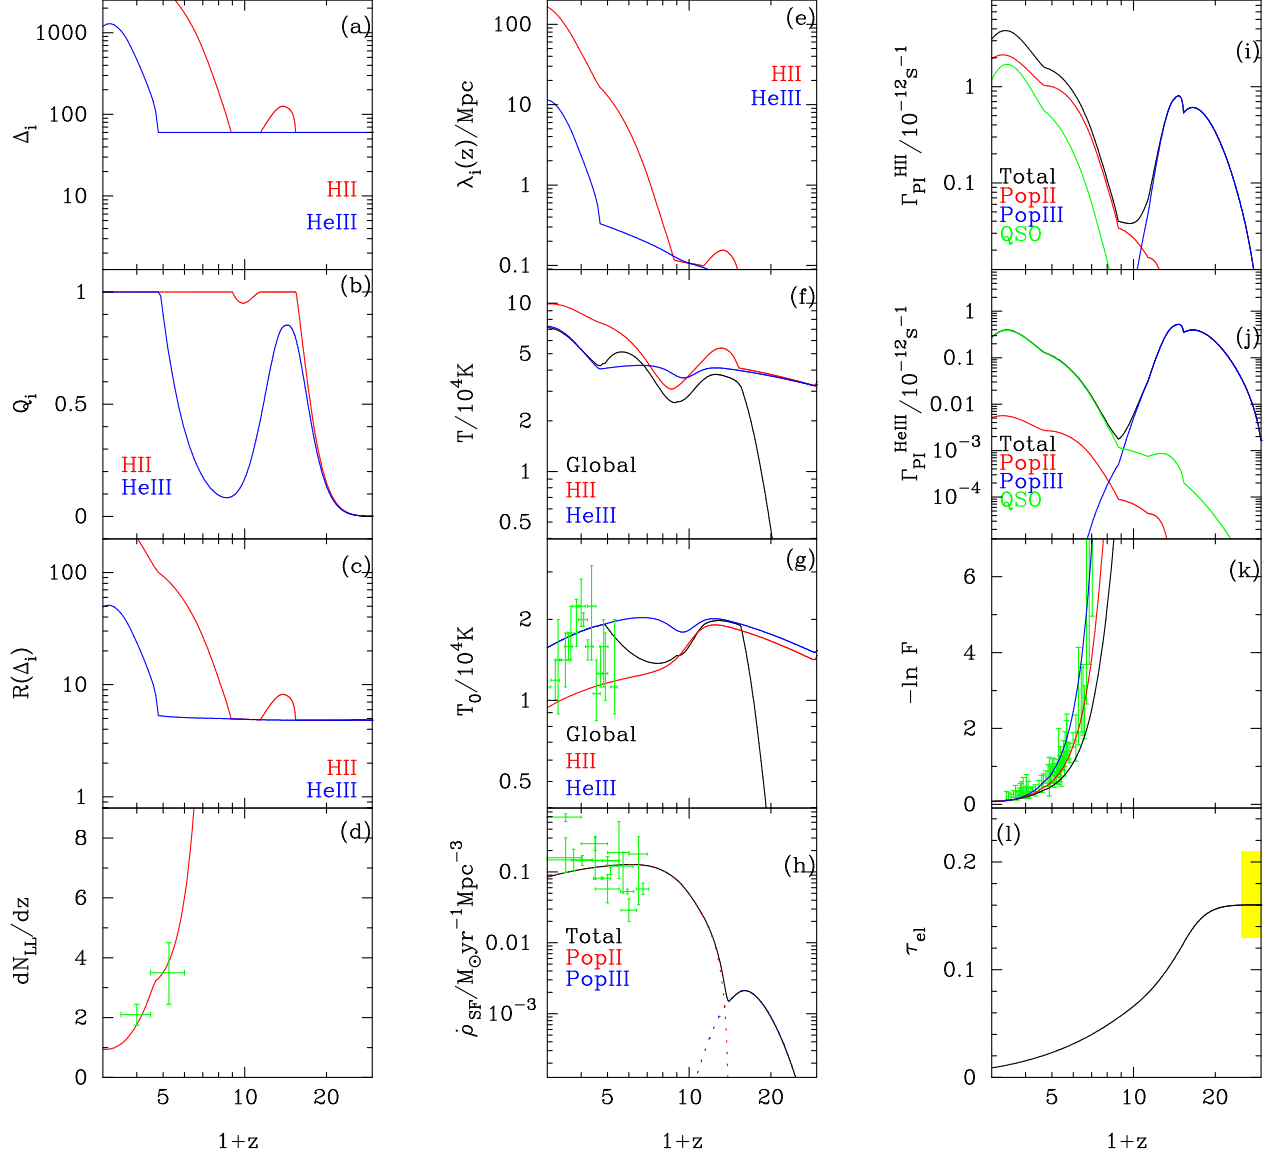 (a)
1000
100
10
Δi
HII
HeIII
(b)
1
0.5
0
Qi
HII
HeIII
(c)
100
10
1
R(Δi)
HII
HeIII
(d)
8
6
4
2
0
dNLL/dz
5 10 20
1+z
(e)
100
10
1
0.1
λi(z)/Mpc
HII
HeIII
(f)
10
5
2
1
0.5
T/10⁴K
Global
HII
HeIII
(g)
2
1
0.5
T0/10⁴K
Global
HII
HeIII
(h)
0.1
0.01
10⁻³
ρ̇SF/M⊙yr⁻¹Mpc⁻³
Total
PopII
PopIII
5 10 20
1+z
(i)
1
0.1
ΓPI^HII/10⁻¹²s⁻¹
Total
PopII
PopIII
QSO
(j)
1
0.1
0.01
10⁻³
10⁻⁴
ΓPI^HeIII/10⁻¹²s⁻¹
Total
PopII
PopIII
QSO
(k)
6
4
2
0
−ln F
(l)
0.2
0.1
0
τel
5 10 20
1+z